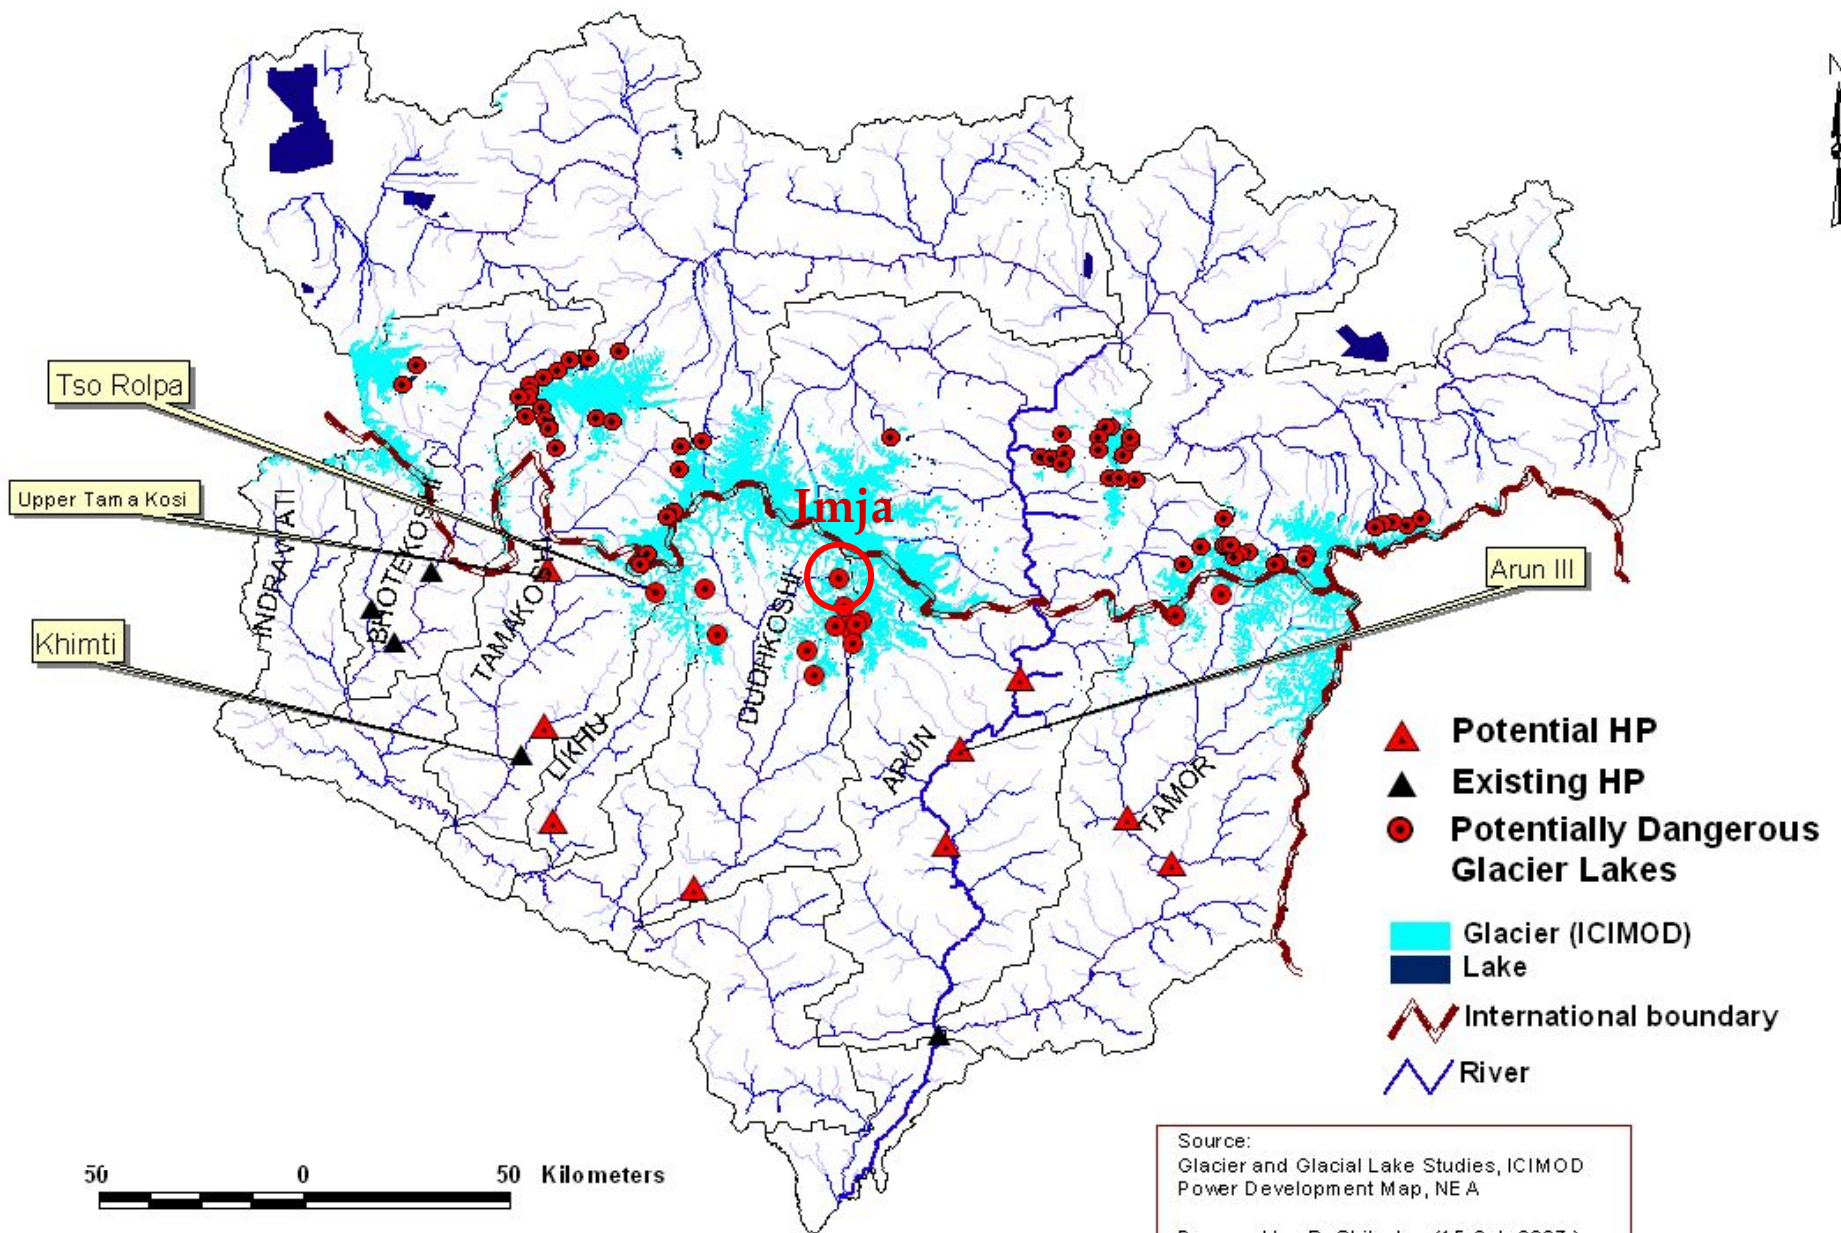 N
Tso Rolpa
Upper Tama Kosi
Khimti
Imja
Arun III
INDRAWATI
BHOTEKOSHI
TAMAKOSHI
LIKHU
DUDHKOSHI
ARUN
TAMOR
Potential HP
Existing HP
Potentially Dangerous
Glacier Lakes
Glacier (ICIMOD)
Lake
International boundary
River
50 0 50 Kilometers
Source:
Glacier and Glacial Lake Studies, ICIMOD
Power Development Map, NEA